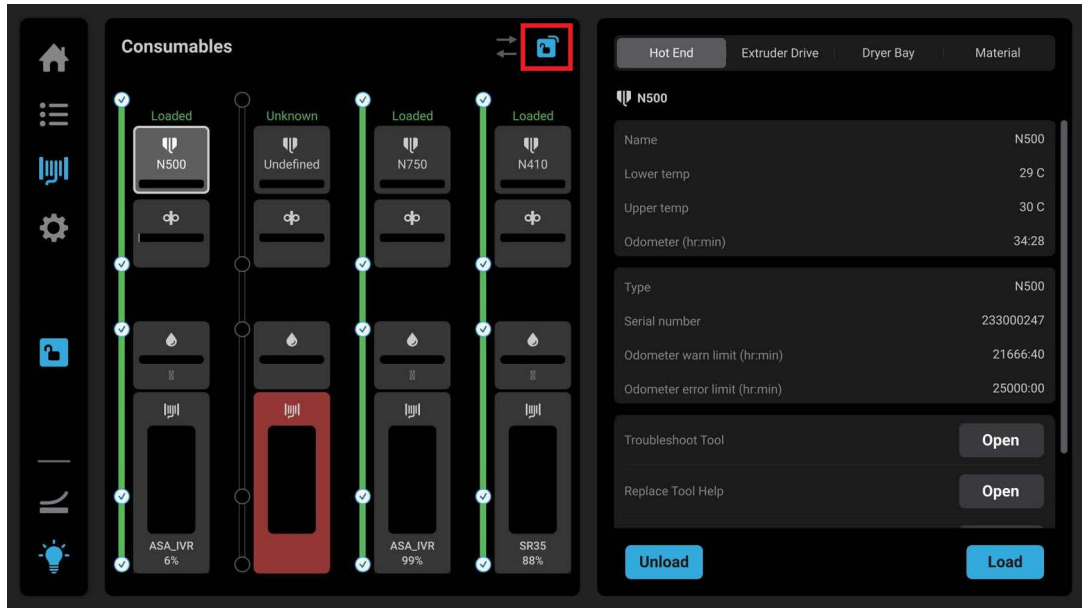 Consumables
Loaded
N500
ASA_IVR
6%
Unknown
Undefined
Loaded
N750
ASA_IVR
99%
Loaded
N410
SR35
88%
Hot End
Extruder Drive
Dryer Bay
Material
N500
Name N500
Lower temp 29 C
Upper temp 30 C
Odometer (hr:min) 34:28
Type N500
Serial number 233000247
Odometer warn limit (hr:min) 21666:40
Odometer error limit (hr:min) 25000:00
Troubleshoot Tool Open
Replace Tool Help Open
Unload
Load